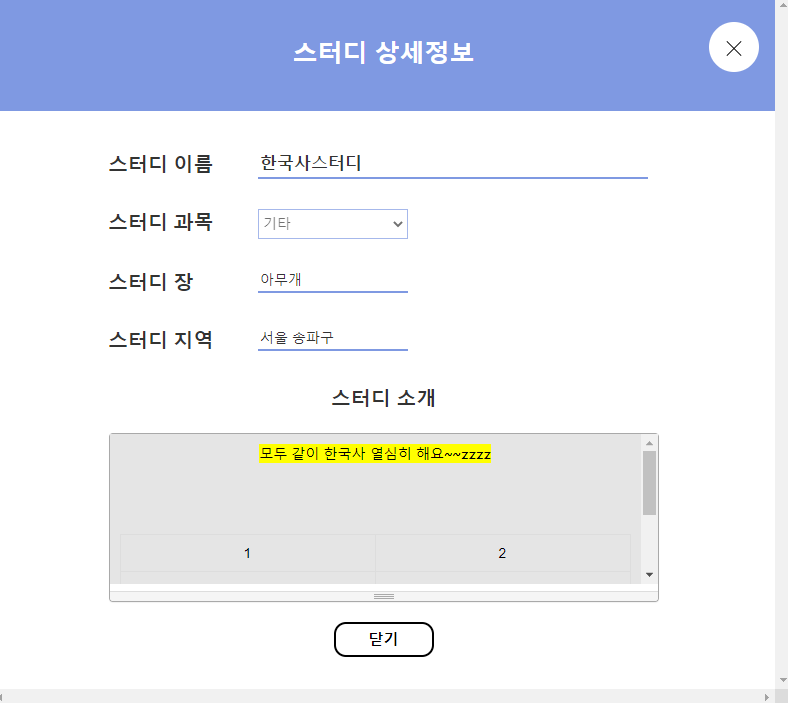 스터디 상세정보
스터디 이름 한국사스터디
스터디 과목 기타
스터디 장 아무개
스터디 지역 서울 송파구
스터디 소개
모두 같이 한국사 열심히 해요~~zzzz
1 2
닫기